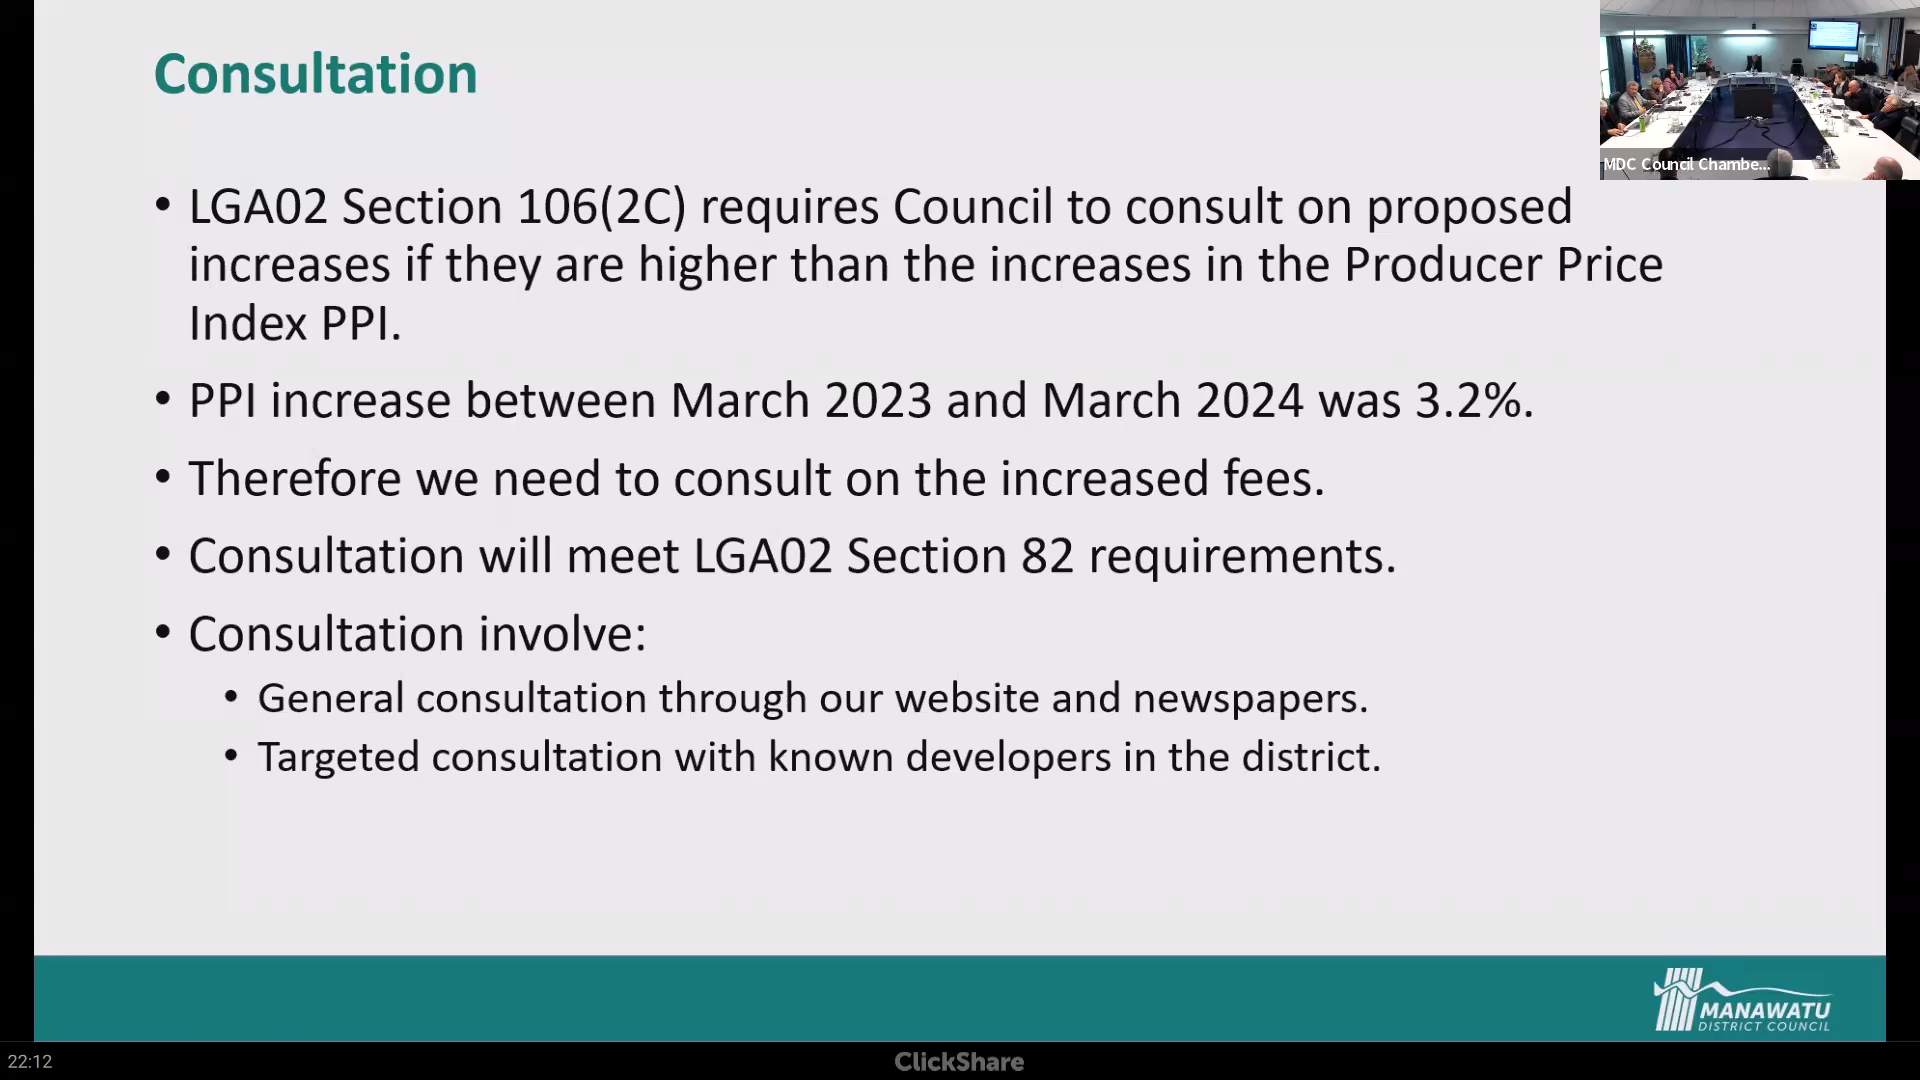 Consultation
MDC Council Chambe...
• LGA02 Section 106(2C) requires Council to consult on proposed
increases if they are higher than the increases in the Producer Price
Index PPI.
• PPI increase between March 2023 and March 2024 was 3.2%.
• Therefore we need to consult on the increased fees.
• Consultation will meet LGA02 Section 82 requirements.
• Consultation involve:
• General consultation through our website and newspapers.
• Targeted consultation with known developers in the district.
MANAWATU
DISTRICT COUNCIL
22:12
ClickShare